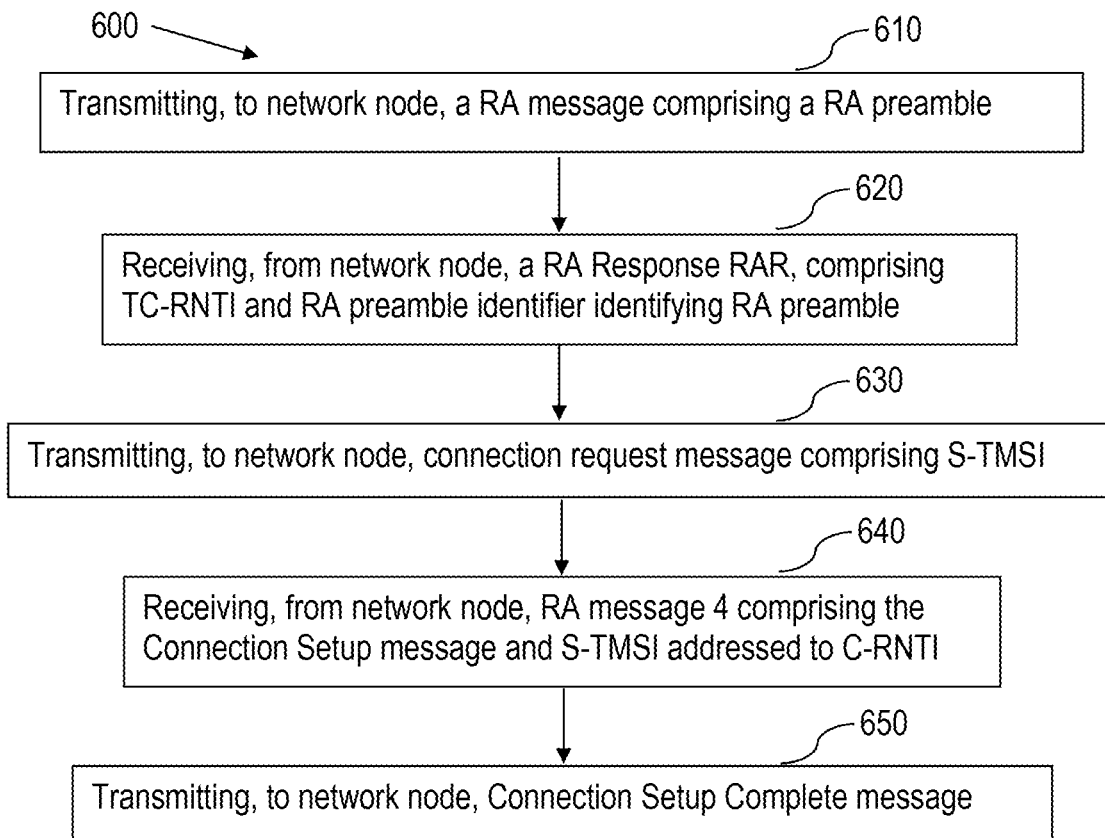 600
610
Transmitting, to network node, a RA message comprising a RA preamble
620
Receiving, from network node, a RA Response RAR, comprising
TC-RNTI and RA preamble identifier identifying RA preamble
630
Transmitting, to network node, connection request message comprising S-TMSI
640
Receiving, from network node, RA message 4 comprising the
Connection Setup message and S-TMSI addressed to C-RNTI
650
Transmitting, to network node, Connection Setup Complete message